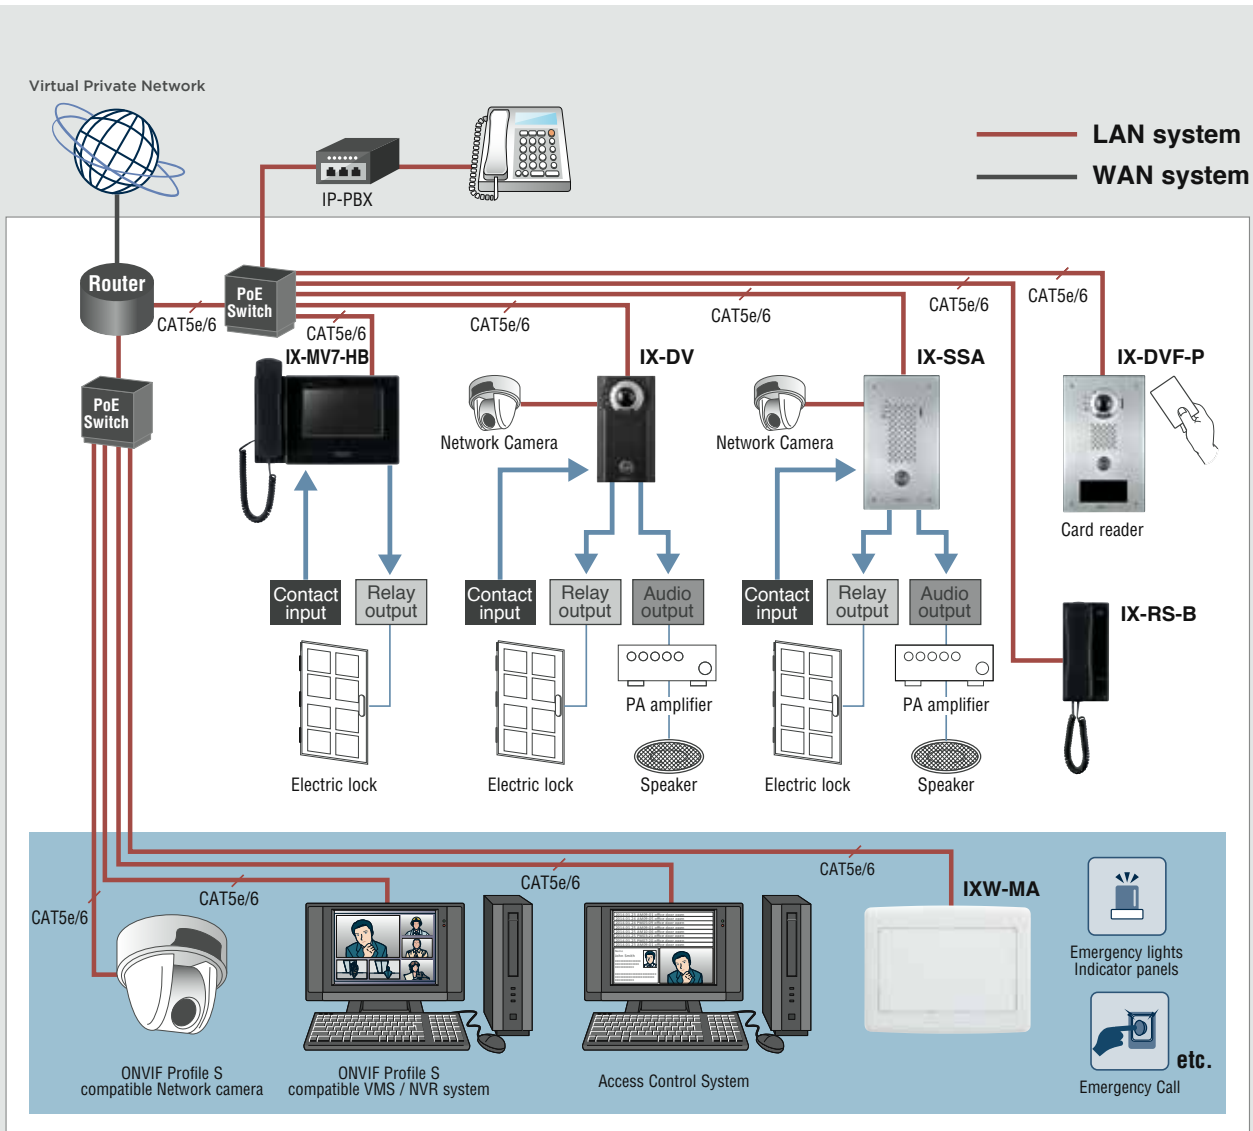 Virtual Private Network
LAN system
WAN system
IP-PBX
Router
PoE
Switch
CAT5e/6
CAT5e/6
CAT5e/6
CAT5e/6
CAT5e/6
CAT5e/6
IX-MV7-HB
IX-DV
IX-SSA
IX-DVF-P
PoE
Switch
Network Camera
Network Camera
Card reader
Contact
input
Relay
output
Contact
input
Relay
output
Audio
output
Contact
input
Relay
output
Audio
output
IX-RS-B
PA amplifier
PA amplifier
Electric lock
Electric lock
Speaker
Electric lock
Speaker
CAT5e/6
CAT5e/6
CAT5e/6
CAT5e/6
IXW-MA
Emergency lights
Indicator panels
etc.
Emergency Call
ONVIF Profile S
compatible Network camera
ONVIF Profile S
compatible VMS / NVR system
Access Control System